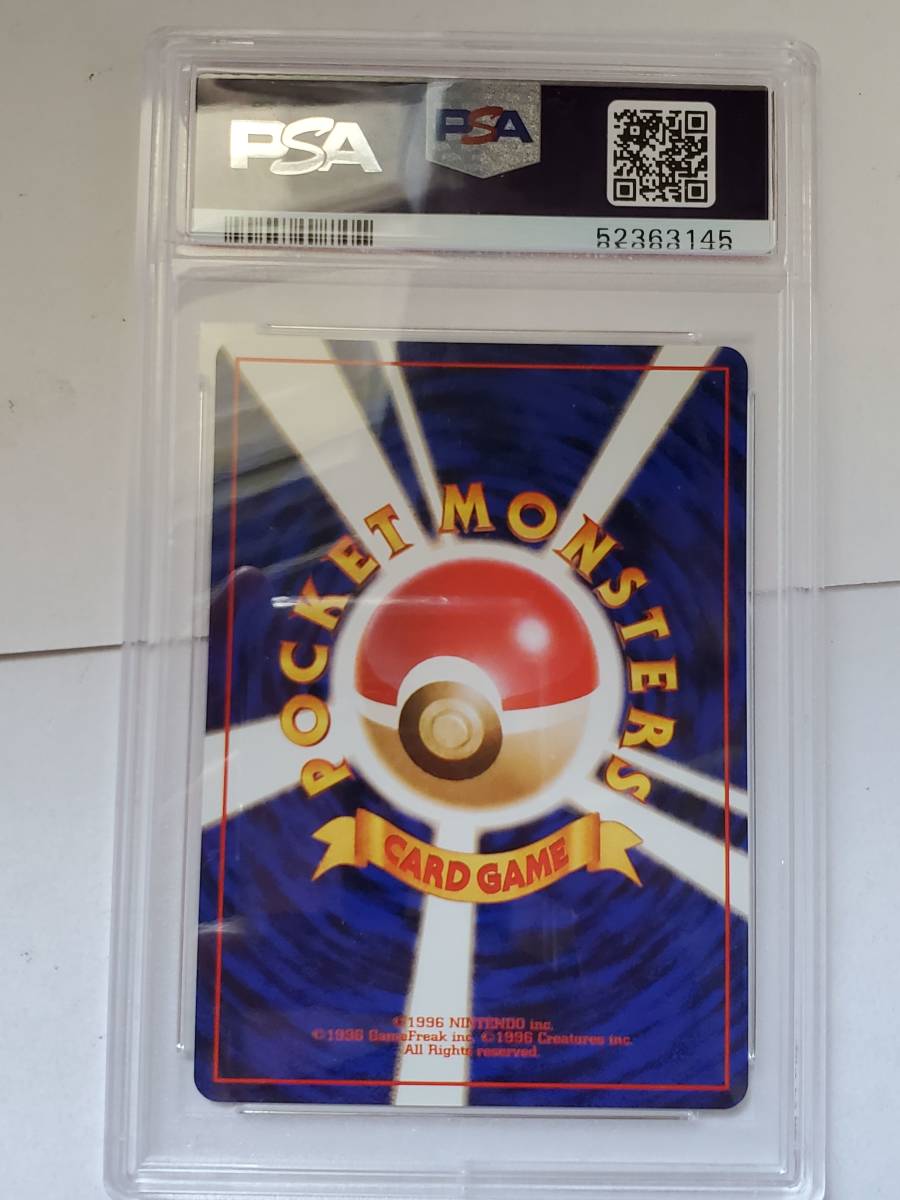 PSA PSA
52363145
POCKET MONSTERS
CARD GAME
©1996 NINTENDO inc.
©1996 GameFreak inc. ©1996 Creatures inc.
All Rights reserved.